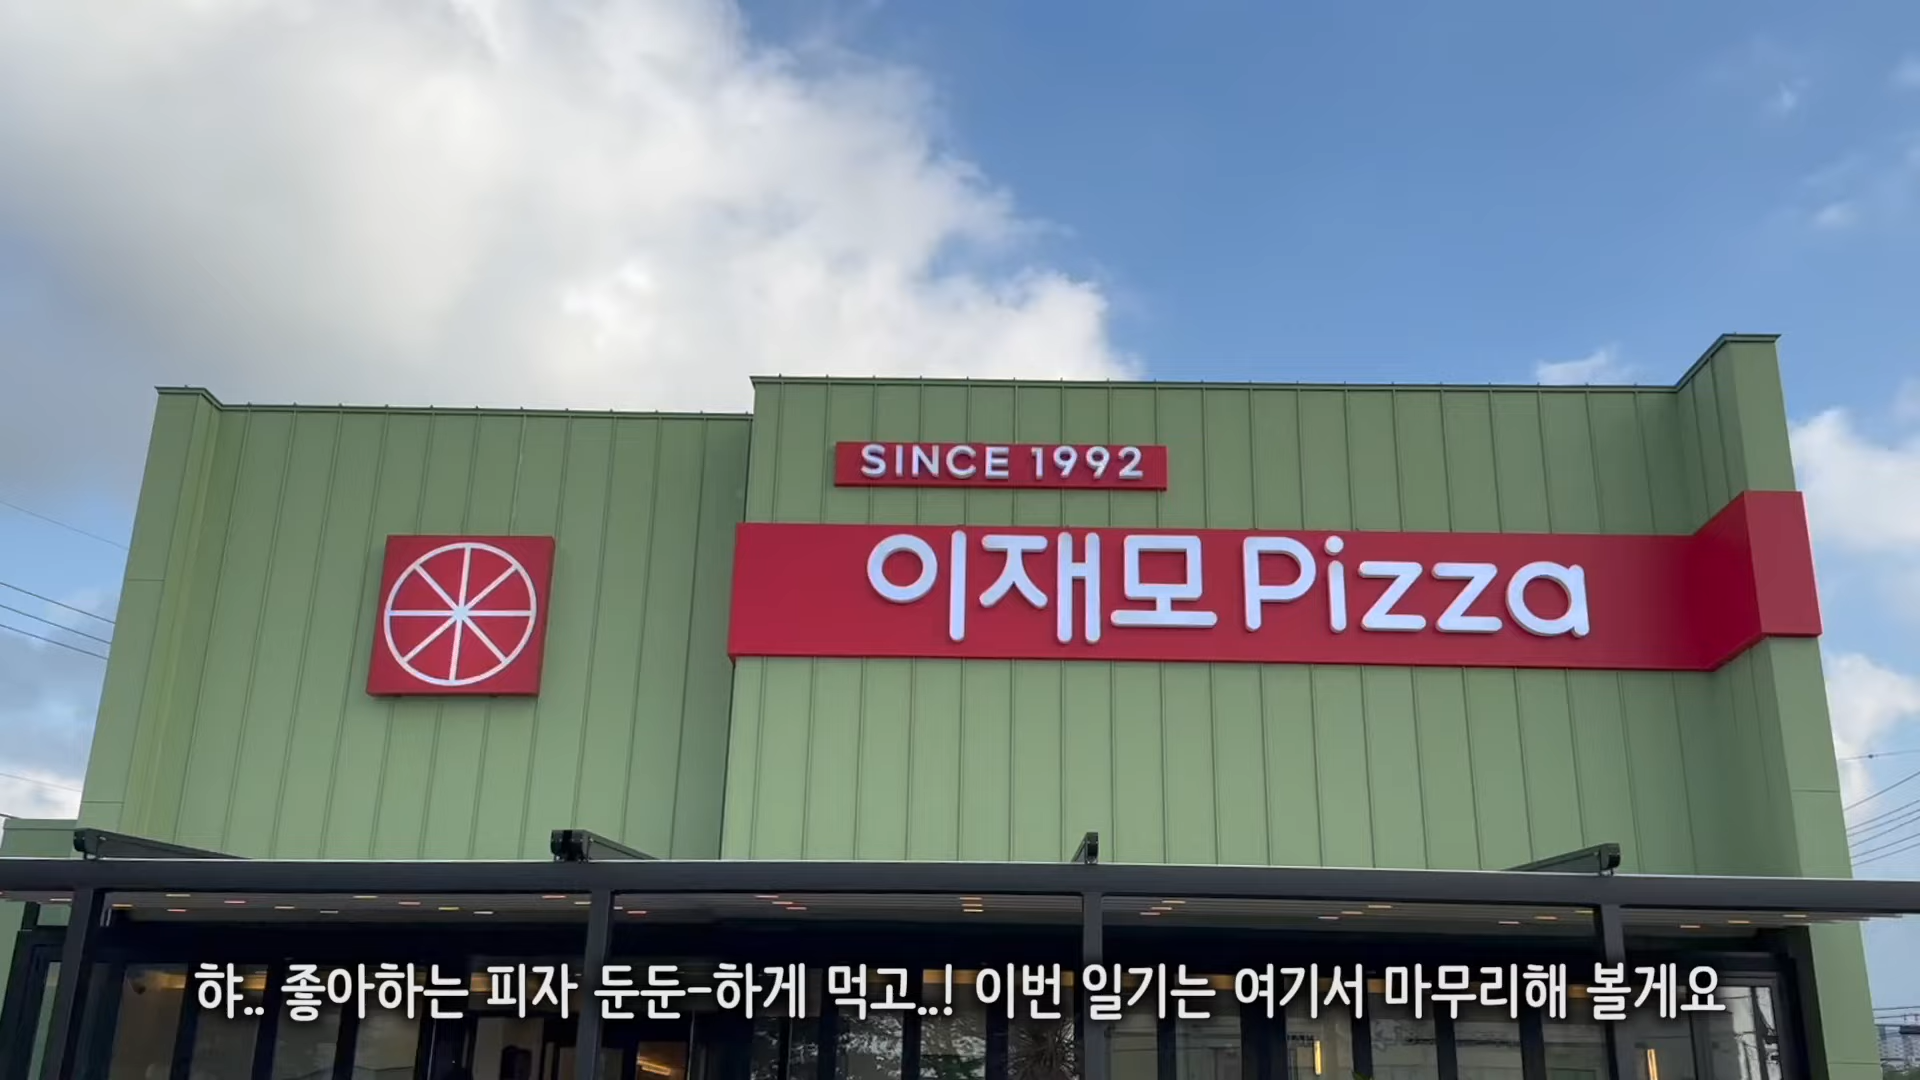 SINCE 1992
이재모 Pizza
햐.. 좋아하는 피자 둔둔-하게 먹고..! 이번 일기는 여기서 마무리해 볼게요